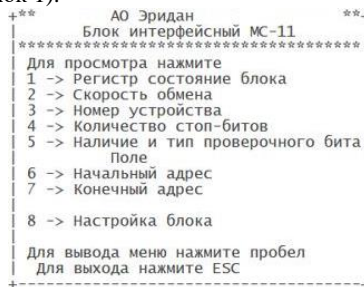 ок 1).
+** АО Эридан **
Блок интерфейсный МС-11
|************************************
| Для просмотра нажмите
| 1 -> Регистр состояние блока
| 2 -> Скорость обмена
| 3 -> Номер устройства
| 4 -> Количество стоп-битов
| 5 -> Наличие и тип проверочного бита
| Поле
| 6 -> Начальный адрес
| 7 -> Конечный адрес
|
| 8 -> Настройка блока
|
| Для вывода меню нажмите пробел
| Для выхода нажмите ESC
+------------------------------------